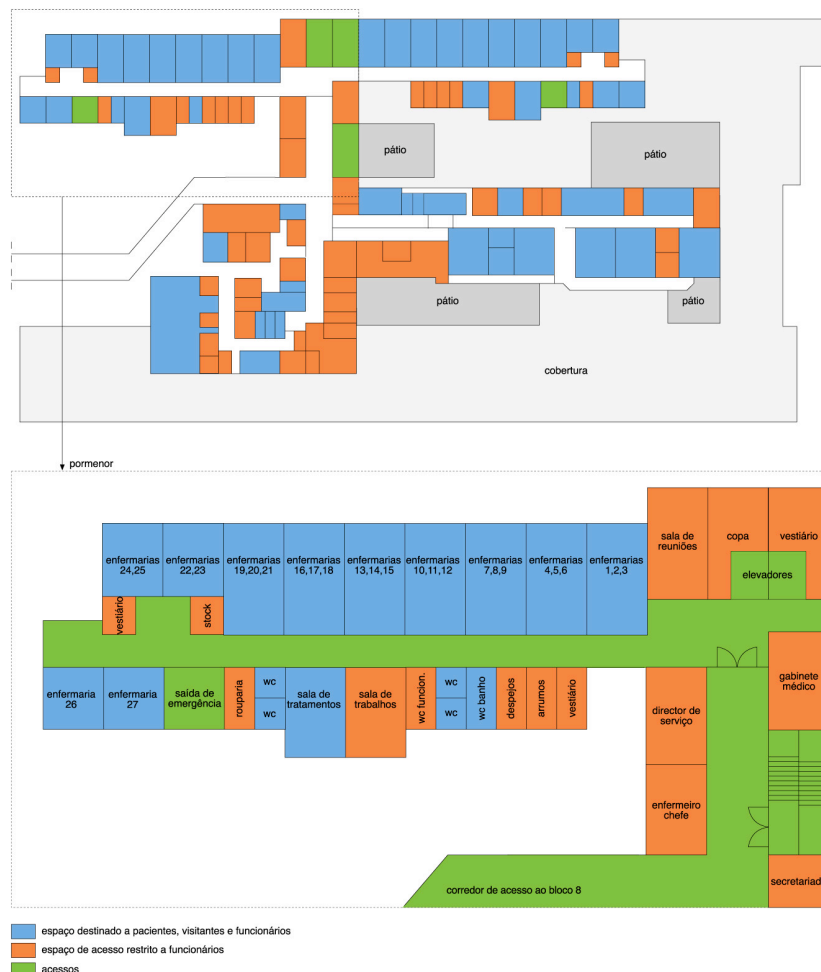 pátio
pátio
pátio
pátio
cobertura
pormenor
sala de
reuniões
copa
vestiário
elevadores
enfermarias
24,25
enfermarias
22,23
enfermarias
19,20,21
enfermarias
16,17,18
enfermarias
13,14,15
enfermarias
10,11,12
enfermarias
7,8,9
enfermarias
4,5,6
enfermarias
1,2,3
vestiário
stock
enfermaria
26
enfermaria
27
saída de
emergência
rouparia
wc
wc
sala de
tratamentos
sala de
trabalhos
wc funcion.
wc
wc
wc banho
despejos
arrumos
vestiário
gabinete
médico
director de
serviço
enfermeiro
chefe
corredor de acesso ao bloco 8
secretariad
espaço destinado a pacientes, visitantes e funcionários
espaço de acesso restrito a funcionários
acessos